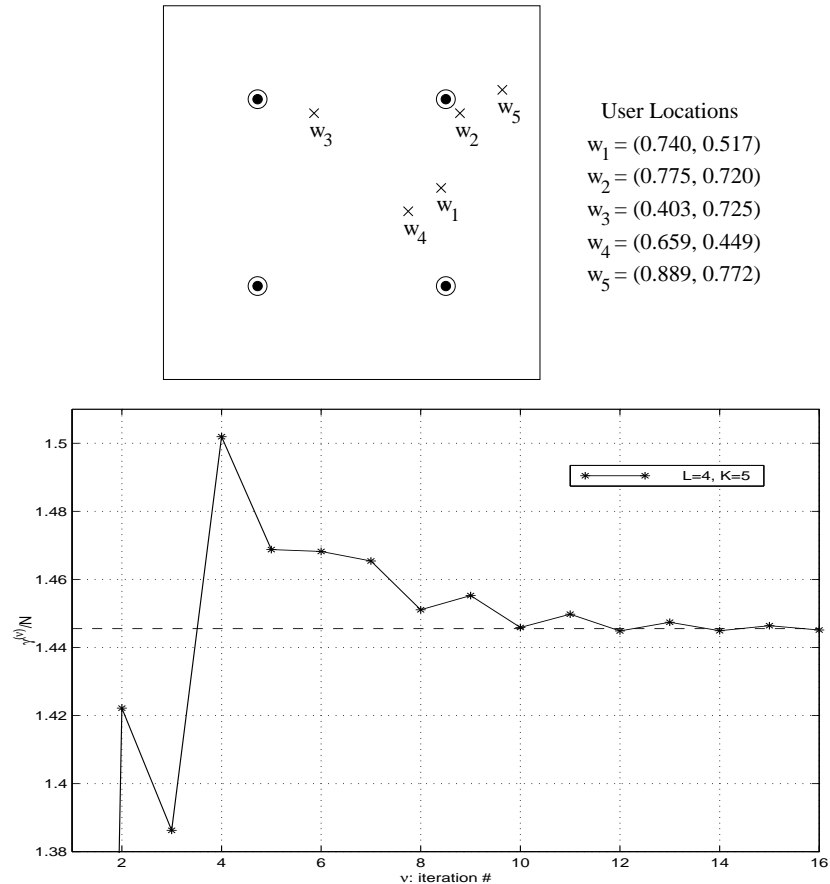 w5
w3
w2
w1
w4
User Locations
w1 = (0.740, 0.517)
w2 = (0.775, 0.720)
w3 = (0.403, 0.725)
w4 = (0.659, 0.449)
w5 = (0.889, 0.772)
1.5
1.48
1.46
1.44
1.42
1.4
1.38
γ(ν)/N
L=4, K=5
2 4 6 8 10 12 14 16
ν: iteration #